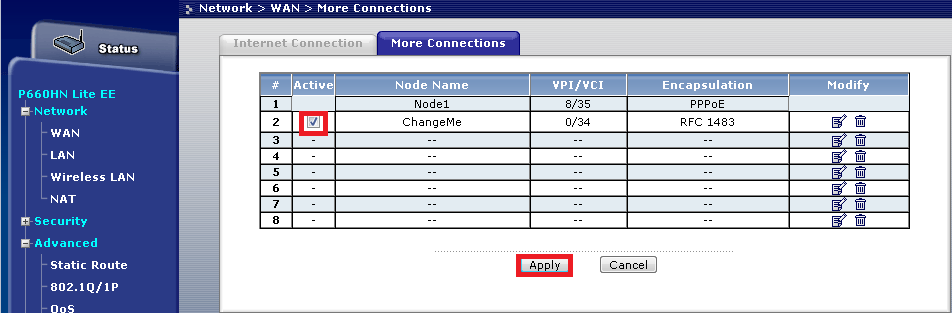 Network > WAN > More Connections
Status
Internet Connection
More Connections
# Active Node Name VPI/VCI Encapsulation Modify
1 Node1 8/35 PPPoE
2 ChangeMe 0/34 RFC 1483
3 - -- -- --
4 - -- -- --
5 - -- -- --
6 - -- -- --
7 - -- -- --
8 - -- -- --
Apply Cancel
P660HN Lite EE
Network
WAN
LAN
Wireless LAN
NAT
Security
Advanced
Static Route
802.1Q/1P
QoS